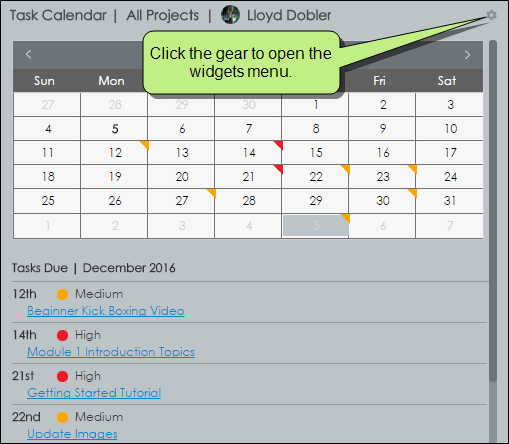 Task Calendar | All Projects | Lloyd Dobler
Click the gear to open the
widgets menu.
Sun Mon Fri Sat
27 28 29 30 1 2 3
4 5 6 7 8 9 10
11 12 13 14 15 16 17
18 19 20 21 22 23 24
25 26 27 28 29 30 31
1 2 3 4 5 6 7
Tasks Due | December 2016
12th Medium
Beginner Kick Boxing Video
14th High
Module 1 Introduction Topics
21st High
Getting Started Tutorial
22nd Medium
Update Images